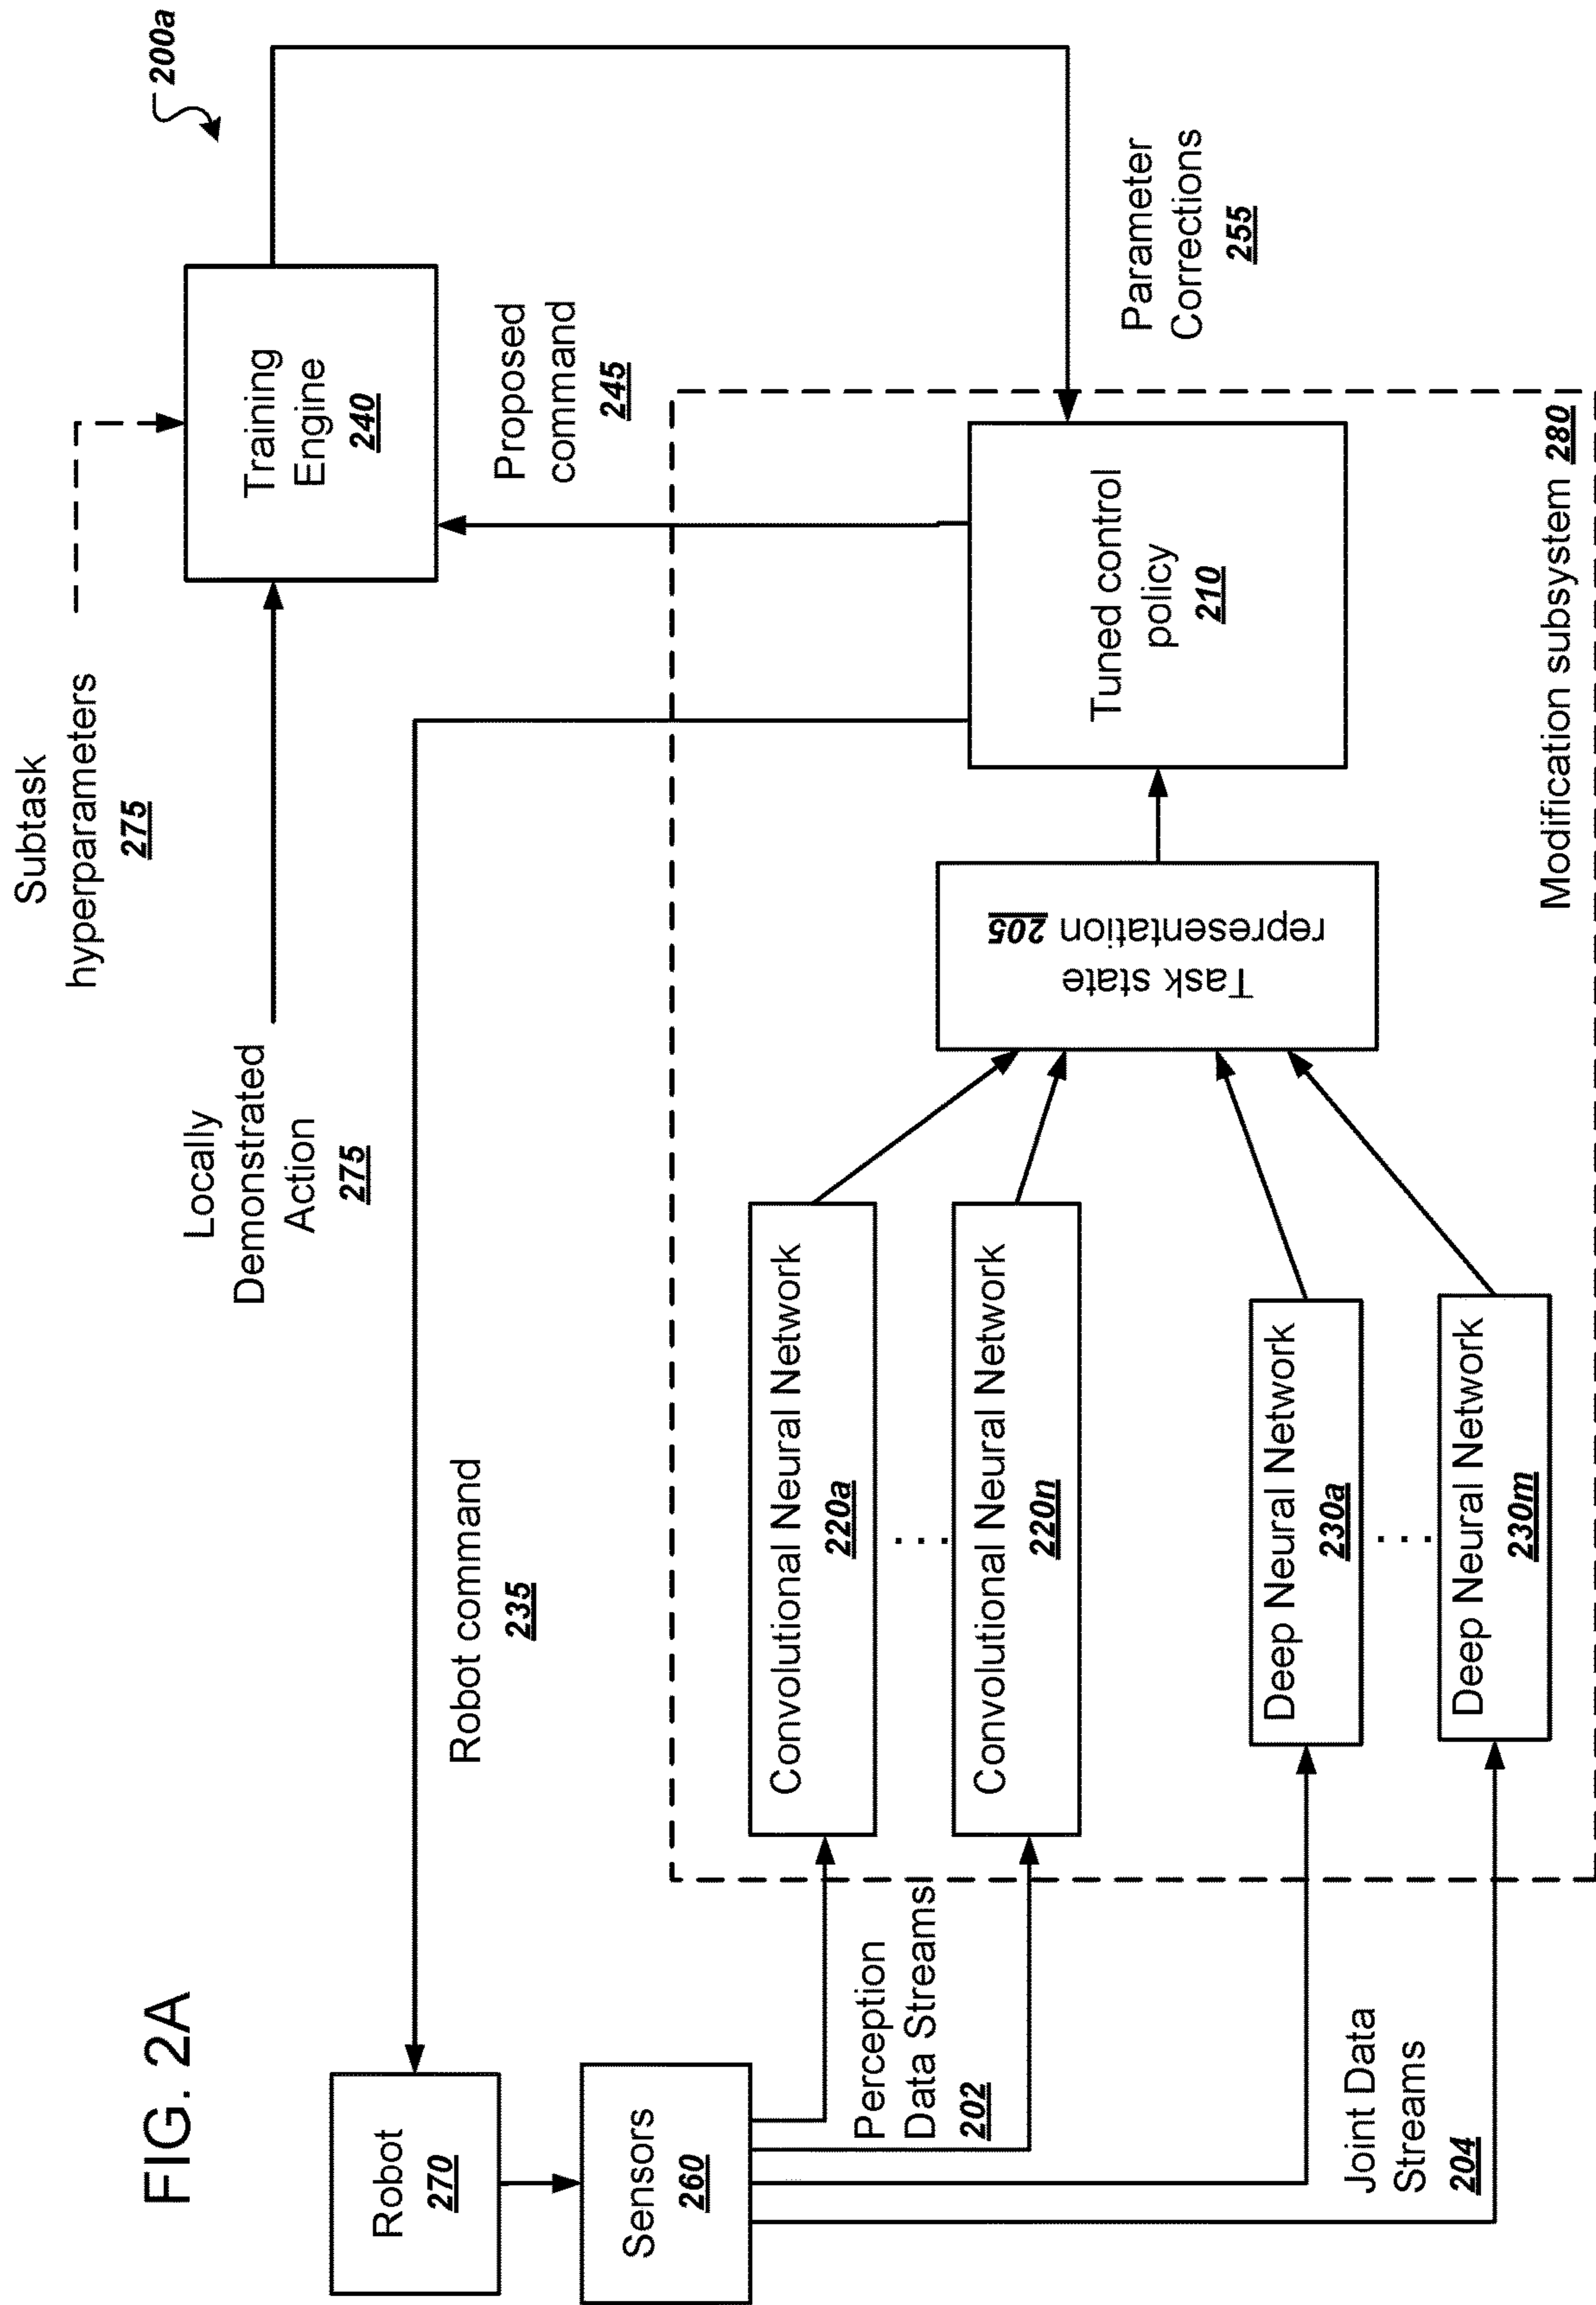 FIG. 2A
200a
Subtask
hyperparameters
275
Locally
Demonstrated
Action
275
Training
Engine
240
Robot
270
Robot command
235
Proposed
command
245
Sensors
260
Perception
Data Streams
202
Convolutional Neural Network
220a
...
Convolutional Neural Network
220n
Task state
representation 205
Tuned control
policy
210
Parameter
Corrections
255
Joint Data
Streams
204
Deep Neural Network
230a
...
Deep Neural Network
230m
Modification subsystem 280